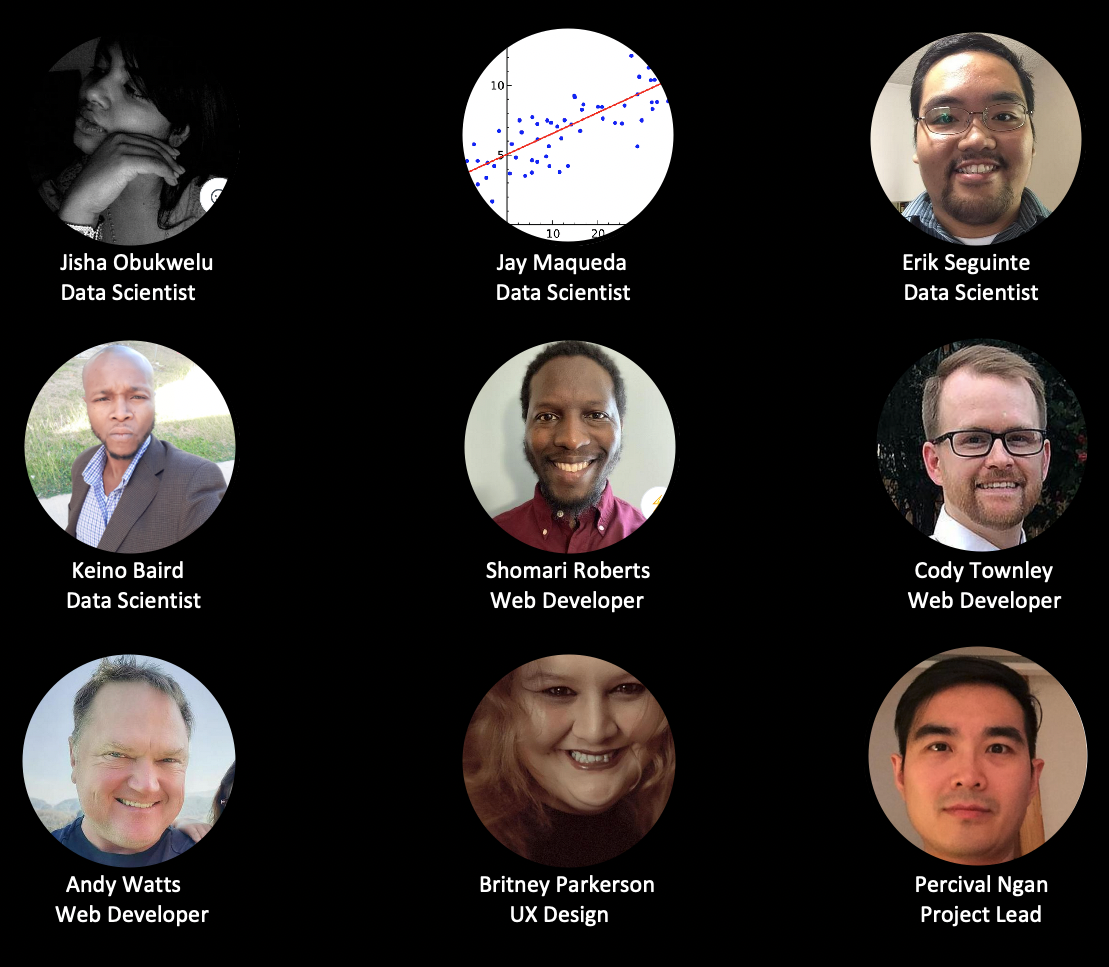 10
5
10 20
Jisha Obukwelu
Data Scientist
Jay Maqueda
Data Scientist
Erik Seguinte
Data Scientist
Keino Baird
Data Scientist
Shomari Roberts
Web Developer
Cody Townley
Web Developer
Andy Watts
Web Developer
Britney Parkerson
UX Design
Percival Ngan
Project Lead